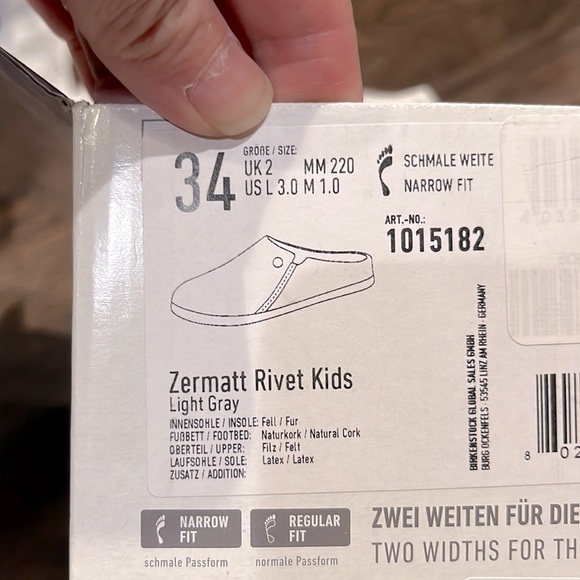 GRÖßE / SIZE:
34
UK 2 MM 220
US L 3.0 M 1.0
SCHMALE WEITE
NARROW FIT
ART.-NO.:
1015182
Zermatt Rivet Kids
Light Gray
INNENSOHLE / INSOLE: Fell / Fur
FUßBETT / FOOTBED: Naturkork / Natural Cork
OBERTEIL / UPPER: Filz / Felt
LAUFSOHLE / SOLE: Latex / Latex
ZUSATZ / ADDITION:
BIRKENSTOCK GLOBAL SALES GMBH
BURG OCKENFELS · 53545 LINZ AM RHEIN · GERMANY
8 02
NARROW
FIT
schmale Passform
REGULAR
FIT
normale Passform
ZWEI WEITEN FÜR DIE
TWO WIDTHS FOR TH